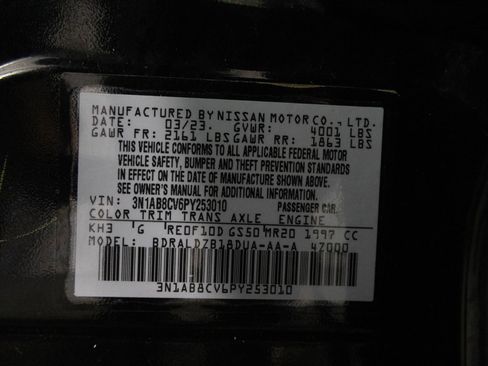 MANUFACTURED BY NISSAN MOTOR CO., LTD.
DATE: 03/23. GVWR: 4001 LBS
GAWR FR: 2161 LBS GAWR RR: 1863 LBS
THIS VEHICLE CONFORMS TO ALL APPLICABLE FEDERAL MOTOR
VEHICLE SAFETY, BUMPER AND THEFT PREVENTION STANDARDS
IN EFFECT ON THE DATE OF MANUFACTURE SHOWN ABOVE.
SEE OWNER'S MANUAL FOR LOADING AND TIRE INFORMATION
VIN: 3N1AB8CV6PY253010 PASSENGER CAR.
COLOR TRIM TRANS AXLE ENGINE
KH3 G RE0F10D GS50 MR20 1997 CC
MODEL: BDRALDZB18DUA-AA-A 47000
3N1AB8CV6PY253010